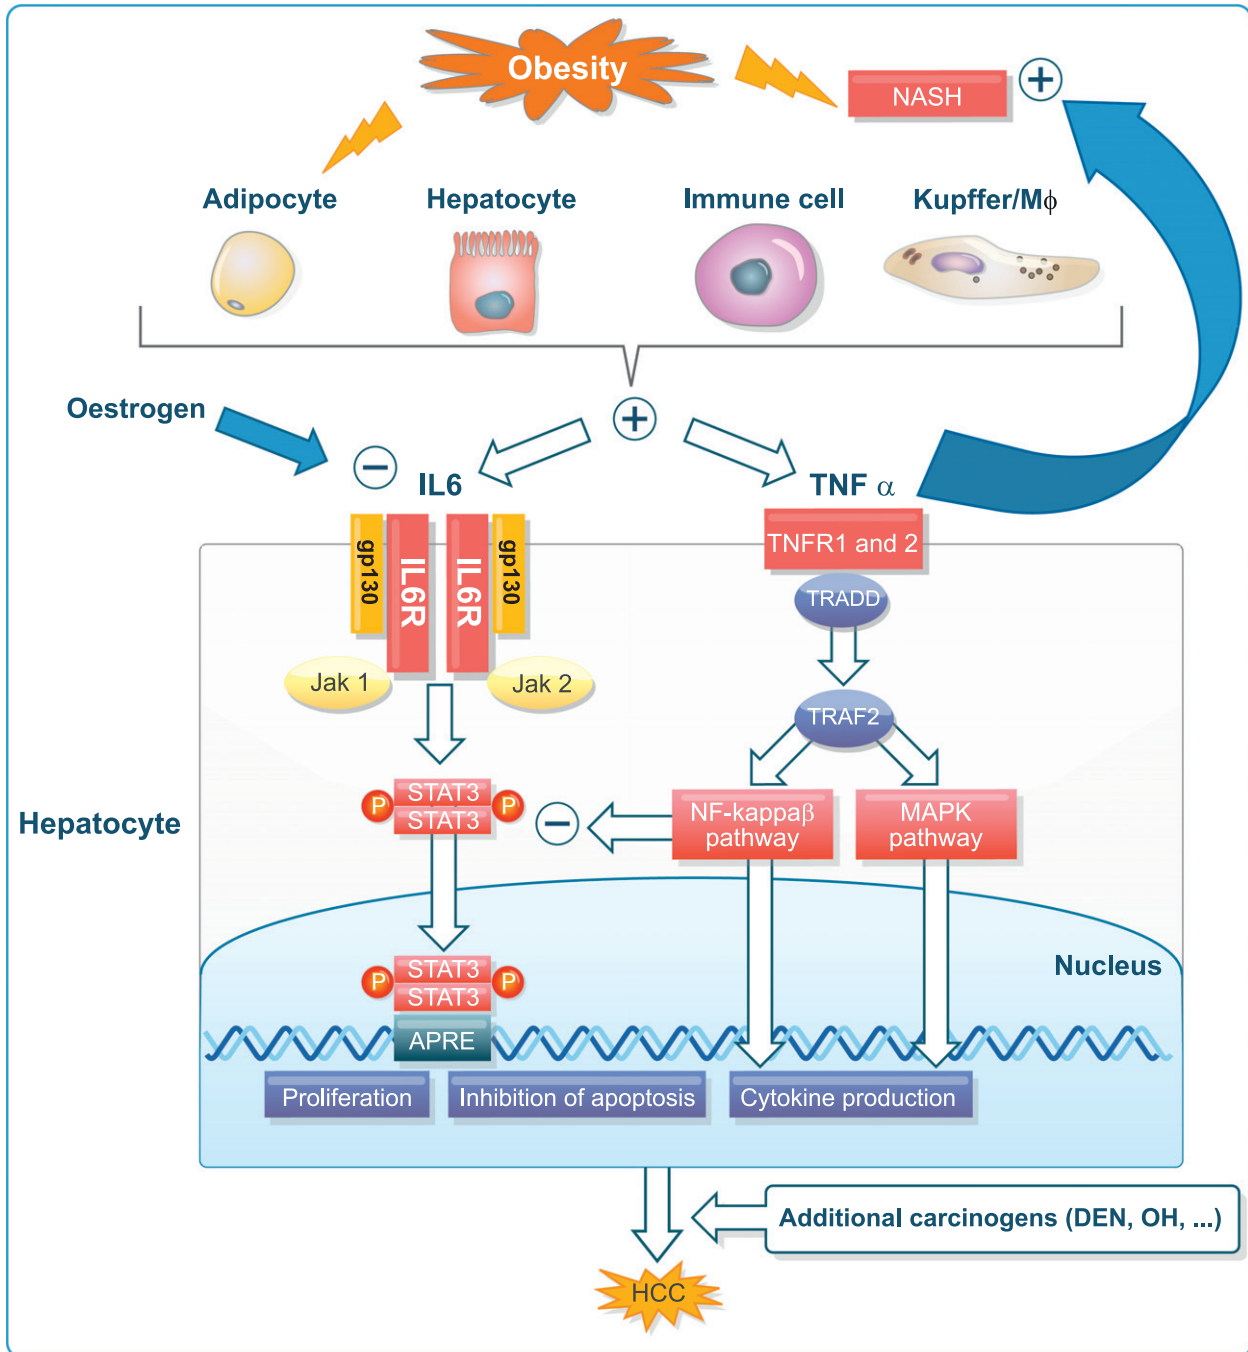 Obesity
NASH
+
Adipocyte
Hepatocyte
Immune cell
Kupffer/Mϕ
Oestrogen
+
−
IL6
TNF α
gp130
IL6R
IL6R
gp130
TNFR1 and 2
TRADD
Jak 1
Jak 2
TRAF2
P
STAT3
STAT3
P
−
NF-kappaβ
pathway
MAPK
pathway
Hepatocyte
Nucleus
P
STAT3
STAT3
P
APRE
Proliferation
Inhibition of apoptosis
Cytokine production
Additional carcinogens (DEN, OH, ...)
HCC